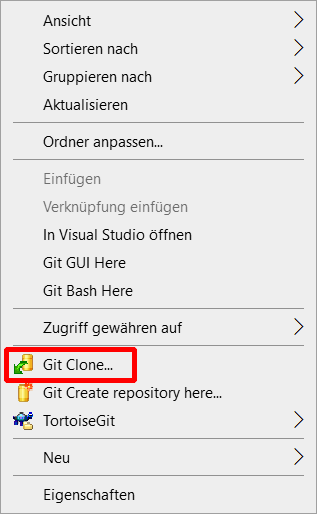 Ansicht
Sortieren nach
Gruppieren nach
Aktualisieren
Ordner anpassen...
Einfügen
Verknüpfung einfügen
In Visual Studio öffnen
Git GUI Here
Git Bash Here
Zugriff gewähren auf
Git Clone...
Git Create repository here...
TortoiseGit
Neu
Eigenschaften